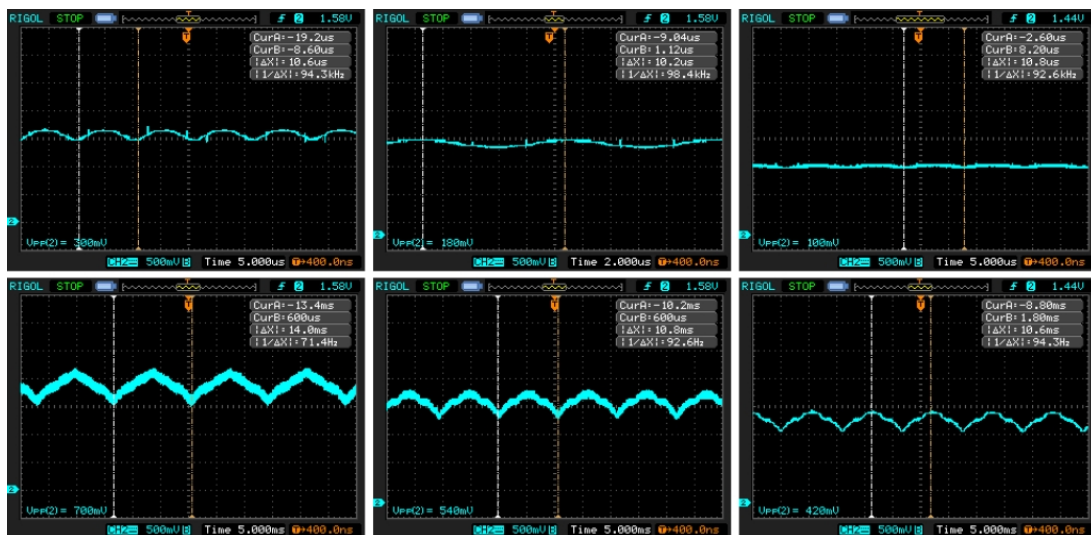 RIGOL STOP T 2 1.58V
CurA=-19.2us
CurB=-8.60us
|ΔX|=10.6us
|1/ΔX|=94.3kHz
T
2
Vpp(2)= 300mV
CH2= 500mV B Time 5.000us T→400.0ns
RIGOL STOP T 2 1.58V
CurA=-9.04us
CurB=1.12us
|ΔX|=10.2us
|1/ΔX|=98.4kHz
T
2
Vpp(2)= 180mV
CH2= 500mV B Time 2.000us T→400.0ns
RIGOL STOP T 2 1.44V
CurA=-2.60us
CurB=8.20us
|ΔX|=10.8us
|1/ΔX|=92.6kHz
T
2
Vpp(2)= 100mV
CH2= 500mV B Time 5.000us T→400.0ns
RIGOL STOP T 2 1.58V
CurA=-13.4ms
CurB=600us
|ΔX|=14.0ms
|1/ΔX|=71.4Hz
T
2
Vpp(2)= 700mV
CH2= 500mV B Time 5.000ms T→400.0ns
RIGOL STOP T 2 1.58V
CurA=-10.2ms
CurB=600us
|ΔX|=10.8ms
|1/ΔX|=92.6Hz
T
2
Vpp(2)= 540mV
CH2= 500mV B Time 5.000ms T→400.0ns
RIGOL STOP T 2 1.44V
CurA=-8.80ms
CurB=1.80ms
|ΔX|=10.6ms
|1/ΔX|=94.3Hz
T
2
Vpp(2)= 420mV
CH2= 500mV B Time 5.000ms T→400.0ns